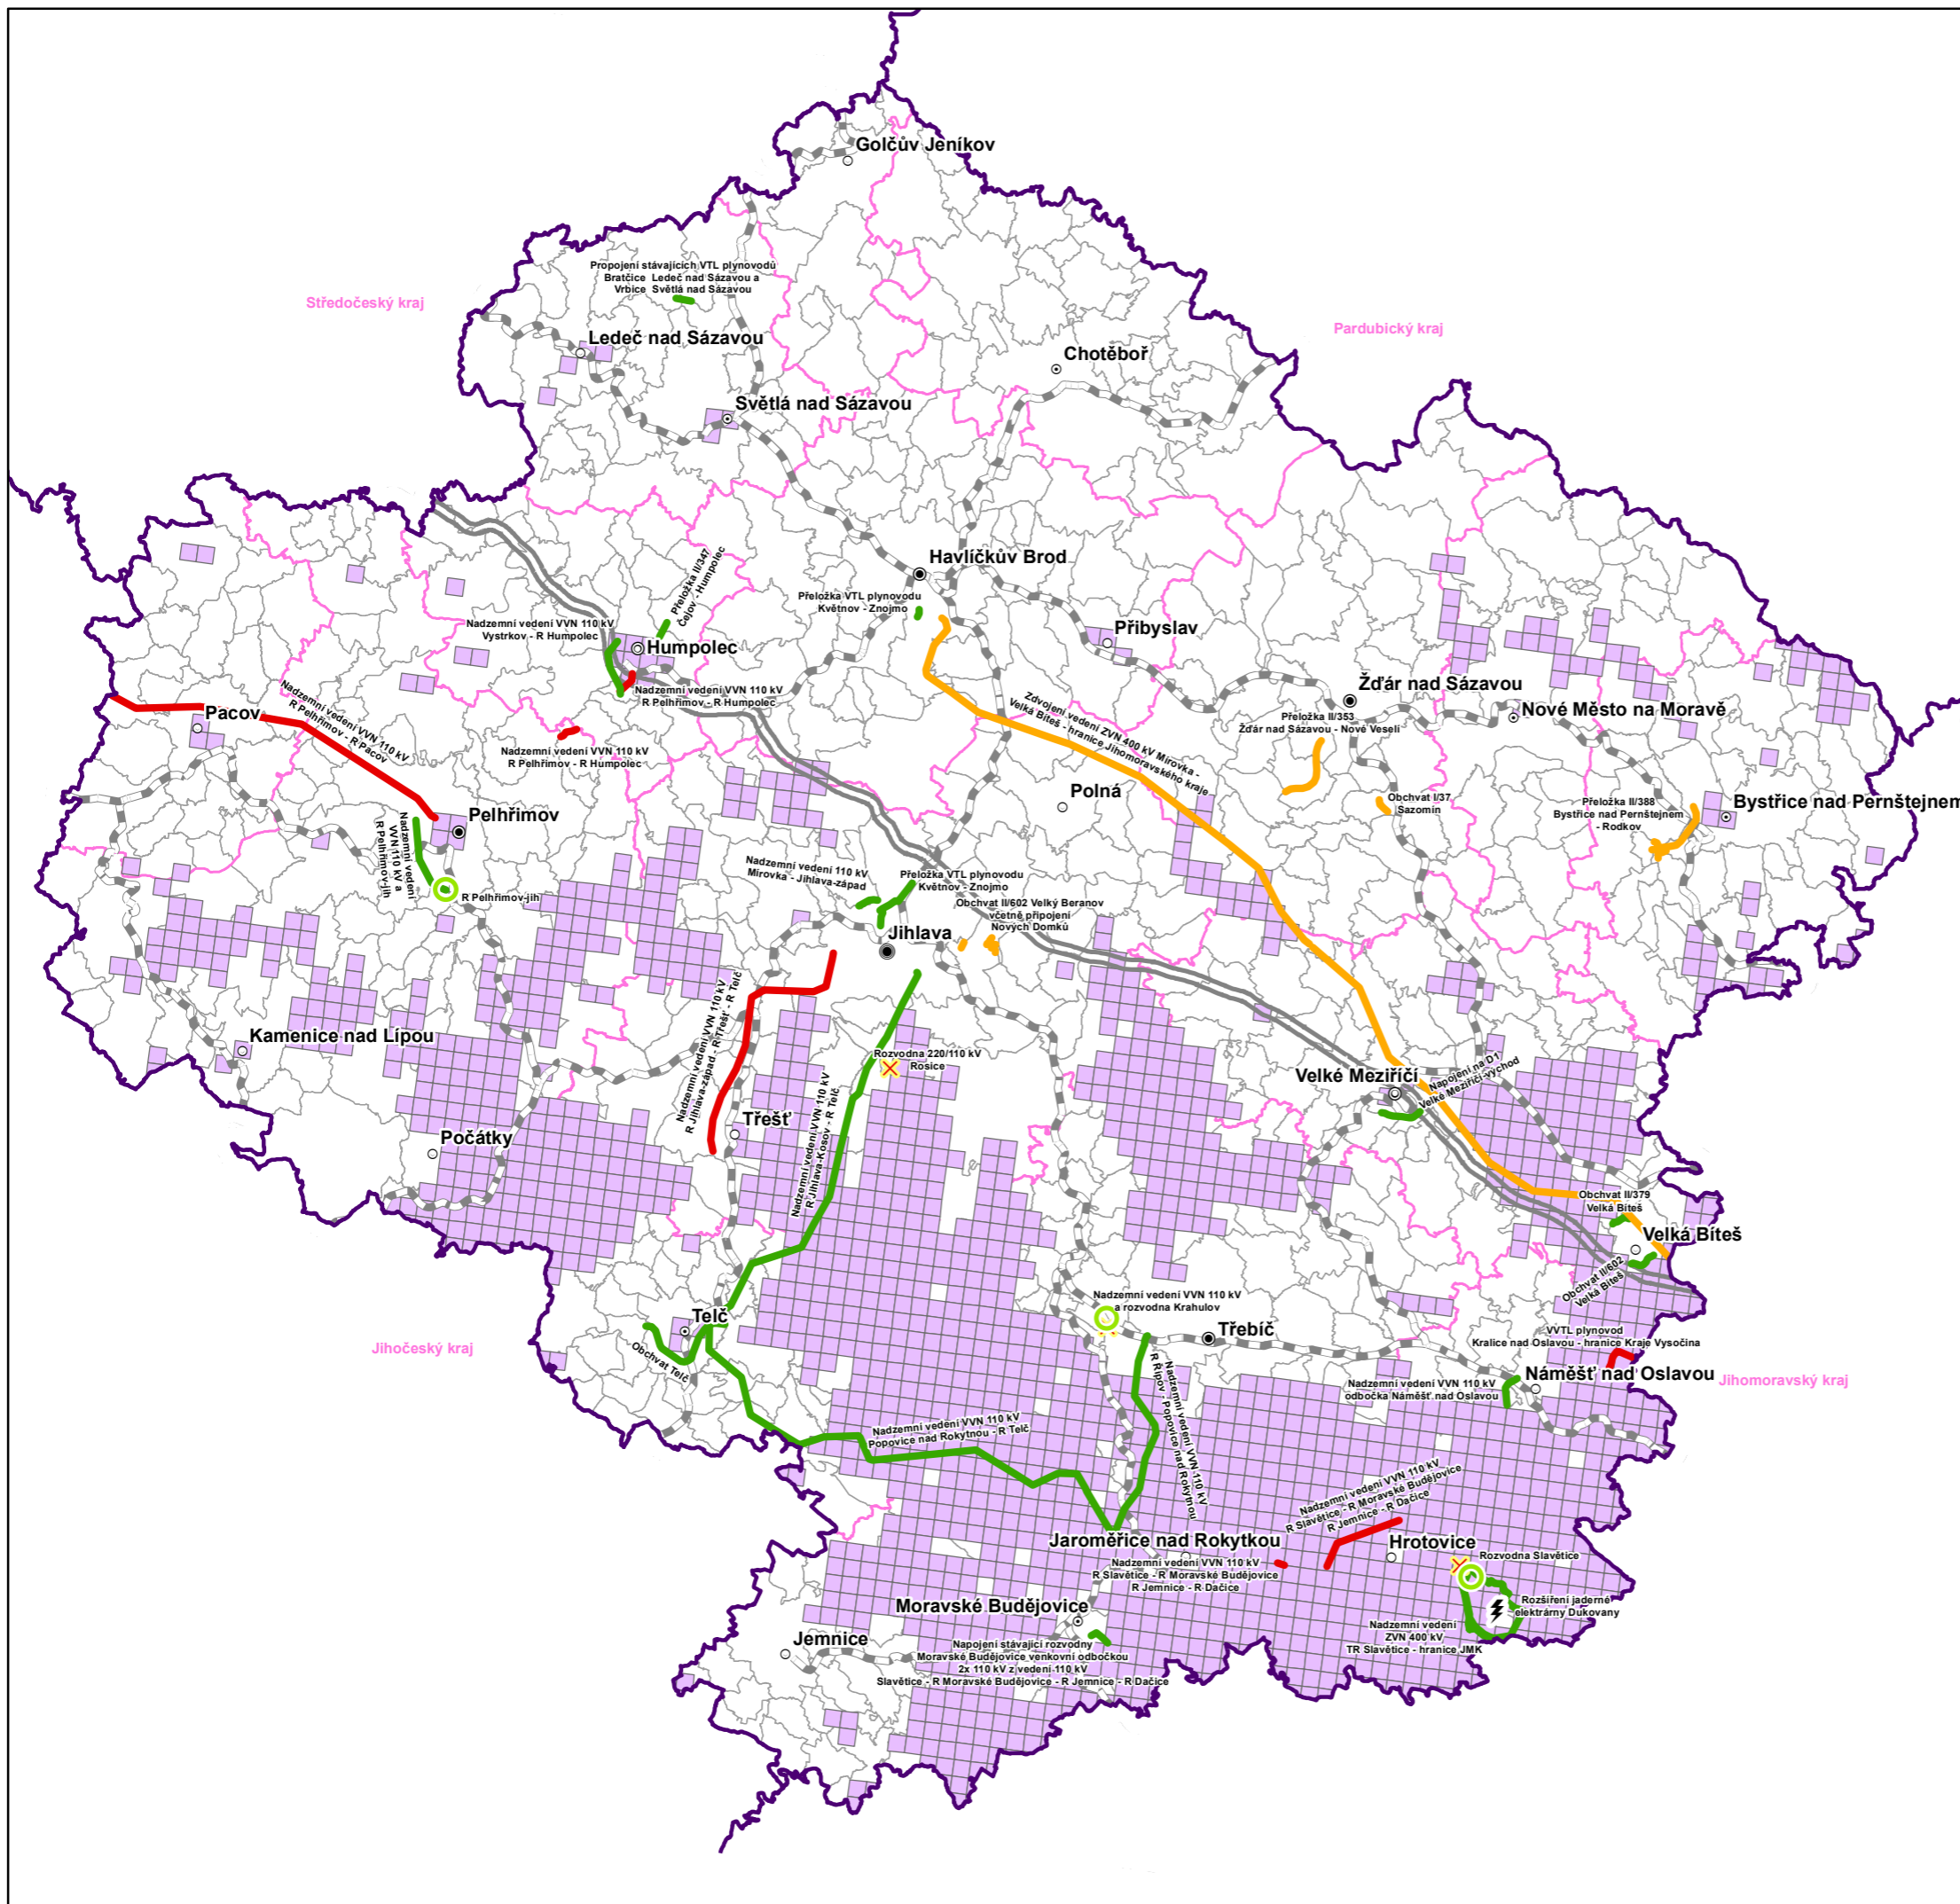 Golčův Jeníkov
Propojení stávajících VTL plynovodů
Bratčice  Ledeč nad Sázavou a
Vrbice  Světlá nad Sázavou
Středočeský kraj
Pardubický kraj
Ledeč nad Sázavou
Chotěboř
Světlá nad Sázavou
Havlíčkův Brod
Přeložka II/347
Čejov - Humpolec
Přeložka VTL plynovodu
Květnov - Znojmo
Nadzemní vedení VVN 110 kV
Vystrkov - R Humpolec
Humpolec
Přibyslav
Nadzemní vedení VVN 110 kV
R Pelhřimov - R Humpolec
Žďár nad Sázavou
Nadzemní vedení VVN 110 kV
R Pelhřimov - R Pacov
Pacov
Zdvojení vedení ZVN 400 kV Mírovka -
Velká Bíteš - hranice Jihomoravského kraje
Přeložka II/353
Žďár nad Sázavou - Nové Veselí
Nové Město na Moravě
Nadzemní vedení VVN 110 kV
R Pelhřimov - R Humpolec
Polná
Obchvat I/37
Sazomín
Přeložka II/388
Bystřice nad Pernštejnem
- Rodkov
Bystřice nad Pernštejnem
Pelhřimov
Nadzemní vedení
VVN 110 kV a
R Pelhřimov-jih
R Pelhřimov-jih
Nadzemní vedení 110 kV
Mírovka - Jihlava-západ
Přeložka VTL plynovodu
Květnov - Znojmo
Obchvat II/602 Velký Beranov
včetně připojení
Nových Domků
Jihlava
Nadzemní vedení VVN 110 kV
R Jihlava-západ - R Třešť - R Telč
Kamenice nad Lípou
Rozvodna 220/110 kV
Rosice
Velké Meziříčí
Napojení na D1
Velké Meziříčí-východ
Nadzemní vedení VVN 110 kV
R Jihlava-Kosov - R Telč
Třešť
Počátky
Obchvat II/379
Velká Bíteš
Velká Bíteš
Obchvat II/602
Velká Bíteš
Nadzemní vedení VVN 110 kV
a rozvodna Krahulov
Telč
Třebíč
Obchvat Telč
Jihočeský kraj
VVTL plynovod
Kralice nad Oslavou - hranice Kraje Vysočina
Náměšť nad Oslavou
Jihomoravský kraj
Nadzemní vedení VVN 110 kV
odbočka Náměšť nad Oslavou
Nadzemní vedení VVN 110 kV
R Řípov - Popovice nad Rokytnou
Nadzemní vedení VVN 110 kV
Popovice nad Rokytnou - R Telč
Nadzemní vedení VVN 110 kV
R Slavětice - R Moravské Budějovice
R Jemnice - R Dačice
Jaroměřice nad Rokytkou
Hrotovice
Nadzemní vedení VVN 110 kV
R Slavětice - R Moravské Budějovice
R Jemnice - R Dačice
Rozvodna Slavětice
Rozšíření jaderné
elektrárny Dukovany
Moravské Budějovice
Nadzemní vedení
ZVN 400 kV
TR Slavětice - hranice JMK
Jemnice
Napojení stávající rozvodny
Moravské Budějovice venkovní odbočkou
2x 110 kV z vedení 110 kV
Slavětice - R Moravské Budějovice - R Jemnice - R Dačice